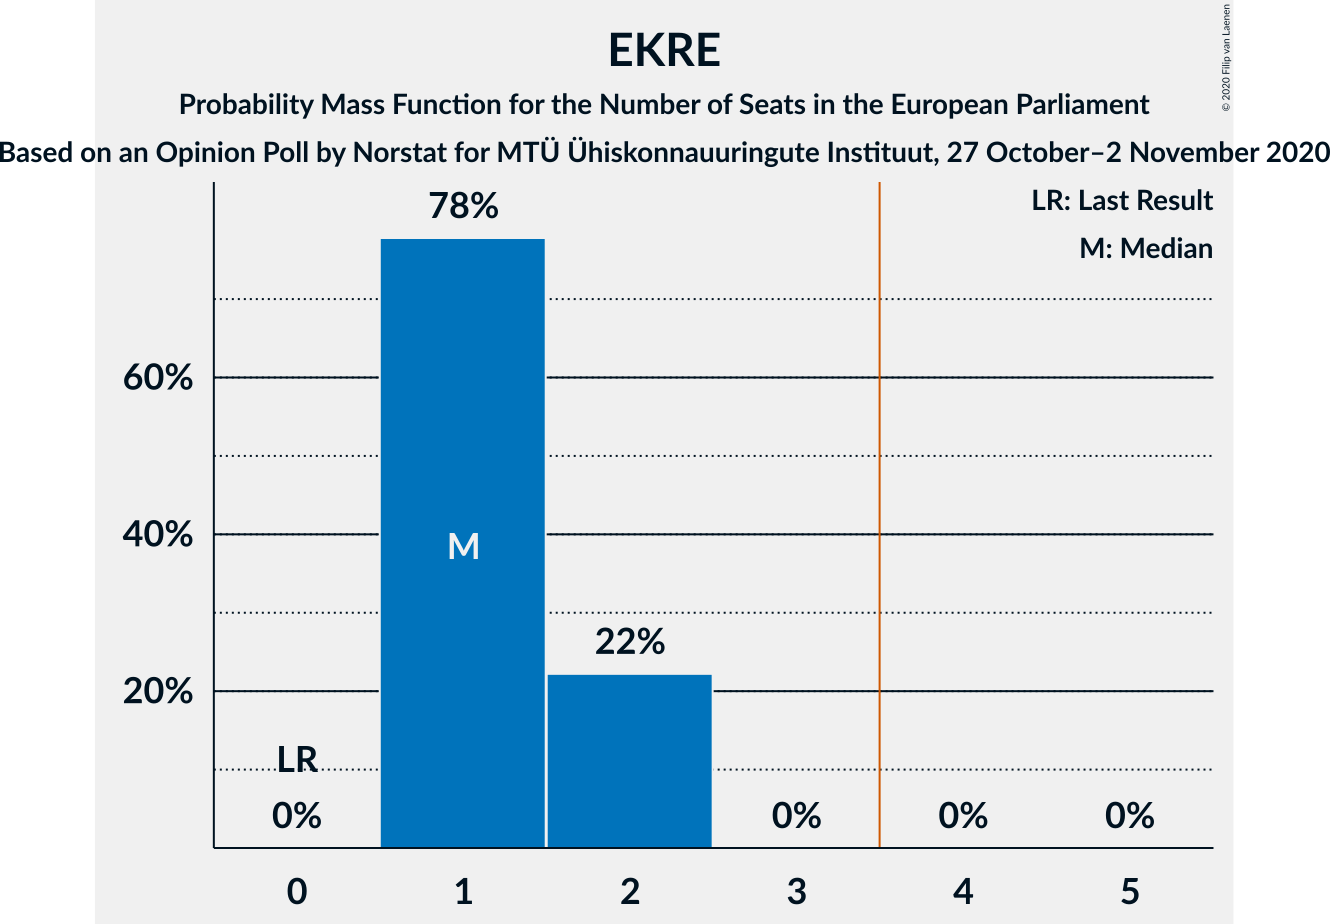 EKRE
Probability Mass Function for the Number of Seats in the European Parliament
Based on an Opinion Poll by Norstat for MTÜ Ühiskonnauuringute Instituut, 27 October–2 November 2020
© 2020 Filip van Laenen
LR: Last Result
M: Median
78%
60%
40%
M
22%
20%
LR
0%
0%
0%
0%
0
1
2
3
4
5